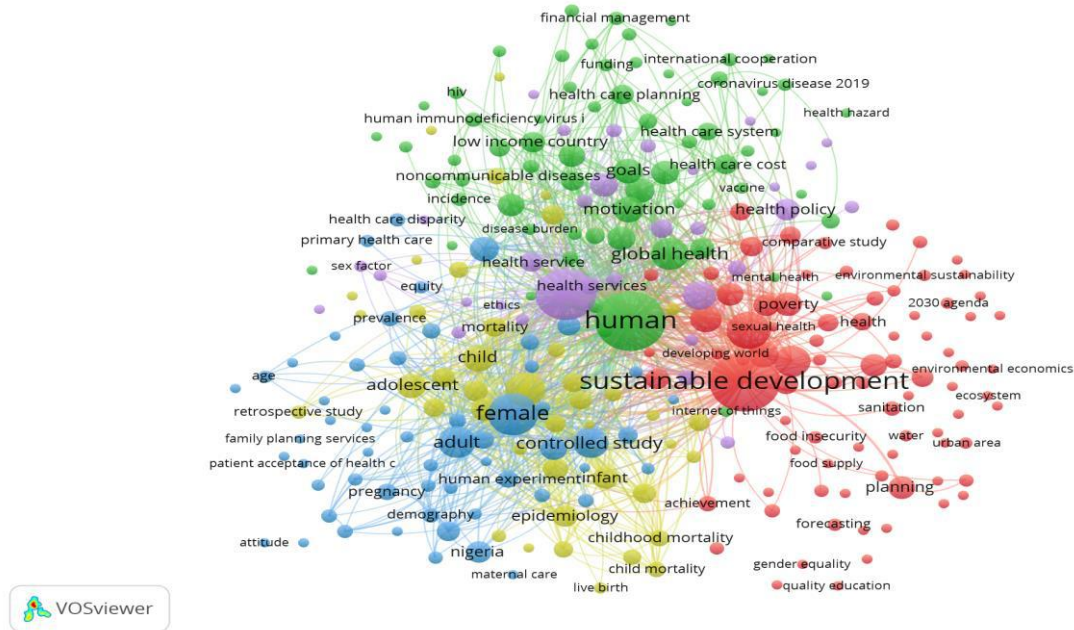 financial management
funding
international cooperation
coronavirus disease 2019
hiv
health care planning
health hazard
human immunodeficiency virus i
health care system
low income country
goals
health care cost
noncommunicable diseases
vaccine
incidence
motivation
health policy
health care disparity
disease burden
primary health care
global health
comparative study
sex factor
health service
mental health
environmental sustainability
equity
health services
ethics
poverty
2030 agenda
prevalence
mortality
human
sexual health
health
child
developing world
age
adolescent
sustainable development
environmental economics
ecosystem
retrospective study
female
internet of things
sanitation
family planning services
adult
controlled study
food insecurity
water
urban area
patient acceptance of health c
food supply
human experiment
infant
pregnancy
achievement
planning
demography
epidemiology
forecasting
attitude
nigeria
childhood mortality
maternal care
child mortality
gender equality
live birth
quality education
VOSviewer